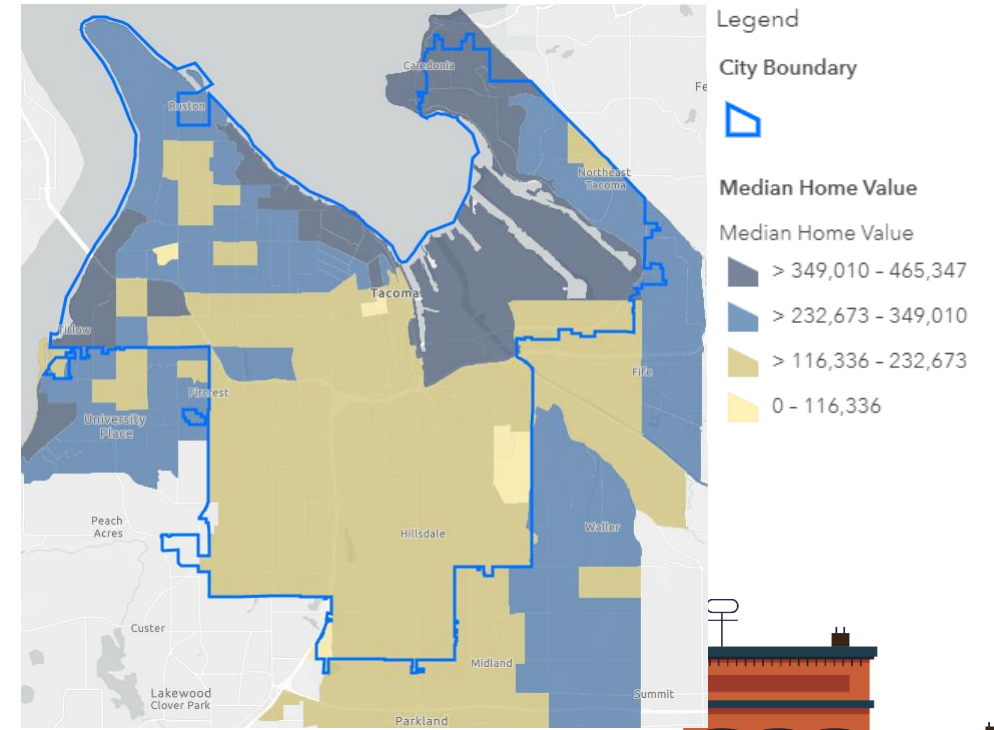 Legend
City Boundary
Median Home Value
Median Home Value
> 349,010 - 465,347
> 232,673 - 349,010
> 116,336 - 232,673
0 - 116,336
Caledonia
Fe
Ruston
Northeast
Tacoma
Tacoma
Titlow
Fife
Fircrest
University
Place
Peach
Acres
Hillsdale
Waller
Custer
Midland
Lakewood
Clover Park
Summit
Parkland